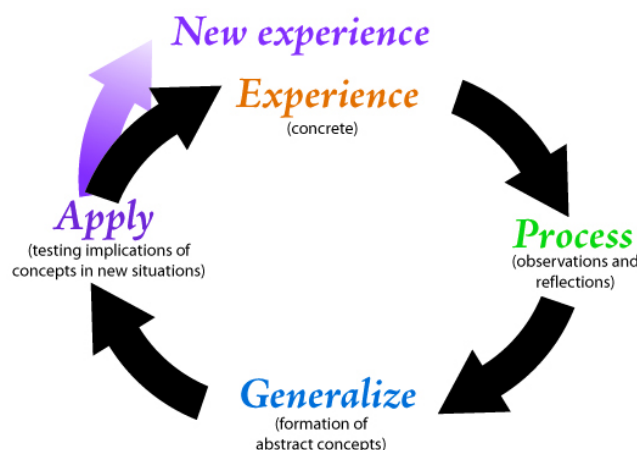 New experience
Experience
(concrete)
Process
(observations and
reflections)
Generalize
(formation of
abstract concepts)
Apply
(testing implications of
concepts in new situations)